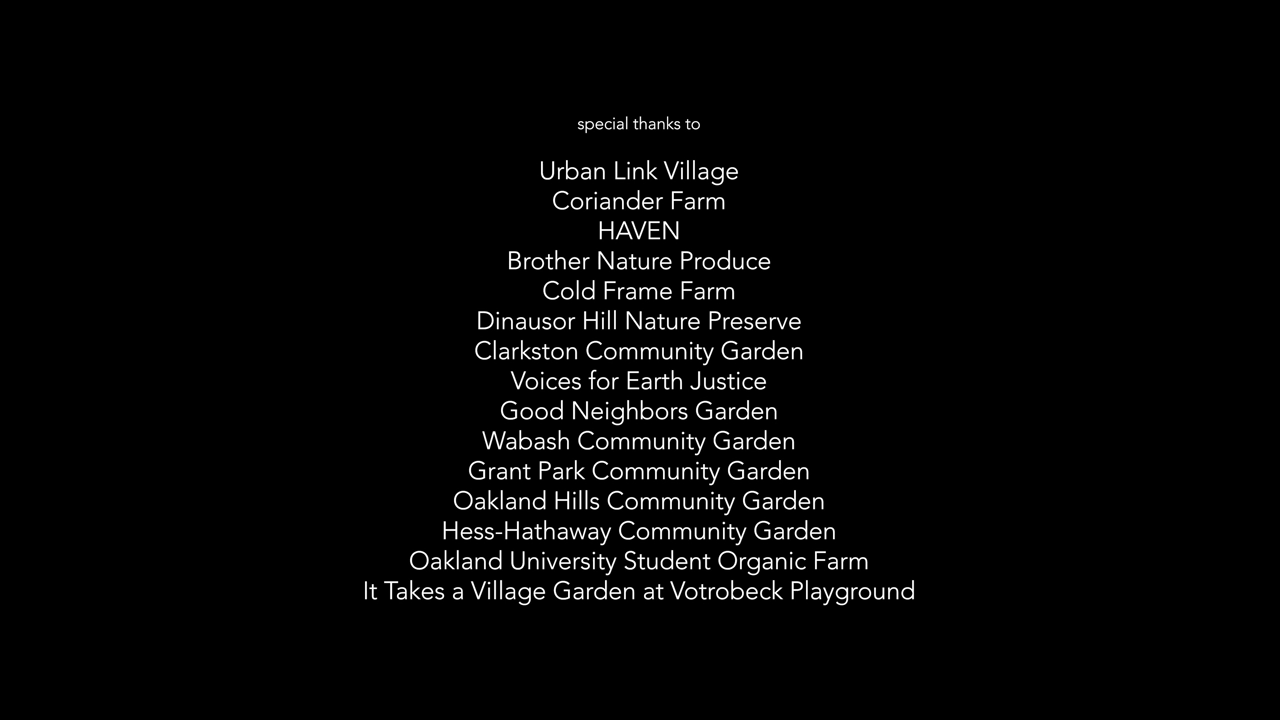 special thanks to
Urban Link Village
Coriander Farm
HAVEN
Brother Nature Produce
Cold Frame Farm
Dinausor Hill Nature Preserve
Clarkston Community Garden
Voices for Earth Justice
Good Neighbors Garden
Wabash Community Garden
Grant Park Community Garden
Oakland Hills Community Garden
Hess-Hathaway Community Garden
Oakland University Student Organic Farm
It Takes a Village Garden at Votrobeck Playground